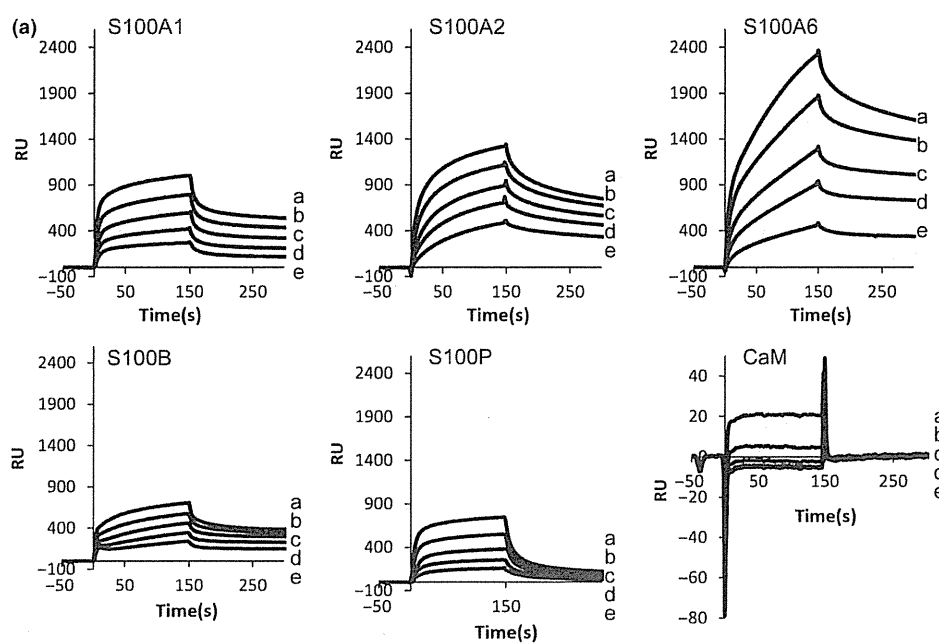 (a)
S100A1
2400
1900
1400
900
400
−100
RU
−50
50
150
250
Time(s)
a
b
c
d
e
S100A2
2400
1900
1400
900
400
−100
RU
−50
50
150
250
Time(s)
a
b
c
d
e
S100A6
2400
1900
1400
900
400
−100
RU
−50
50
150
250
Time(s)
a
b
c
d
e
S100B
2400
1900
1400
900
400
−100
RU
−50
50
150
250
Time(s)
a
b
c
d
e
S100P
2400
1900
1400
900
400
−100
RU
−50
150
Time(s)
a
b
c
d
e
CaM
40
20
0
−20
−40
−60
−80
RU
−50
50
150
250
Time(s)
a
b
c
d
e